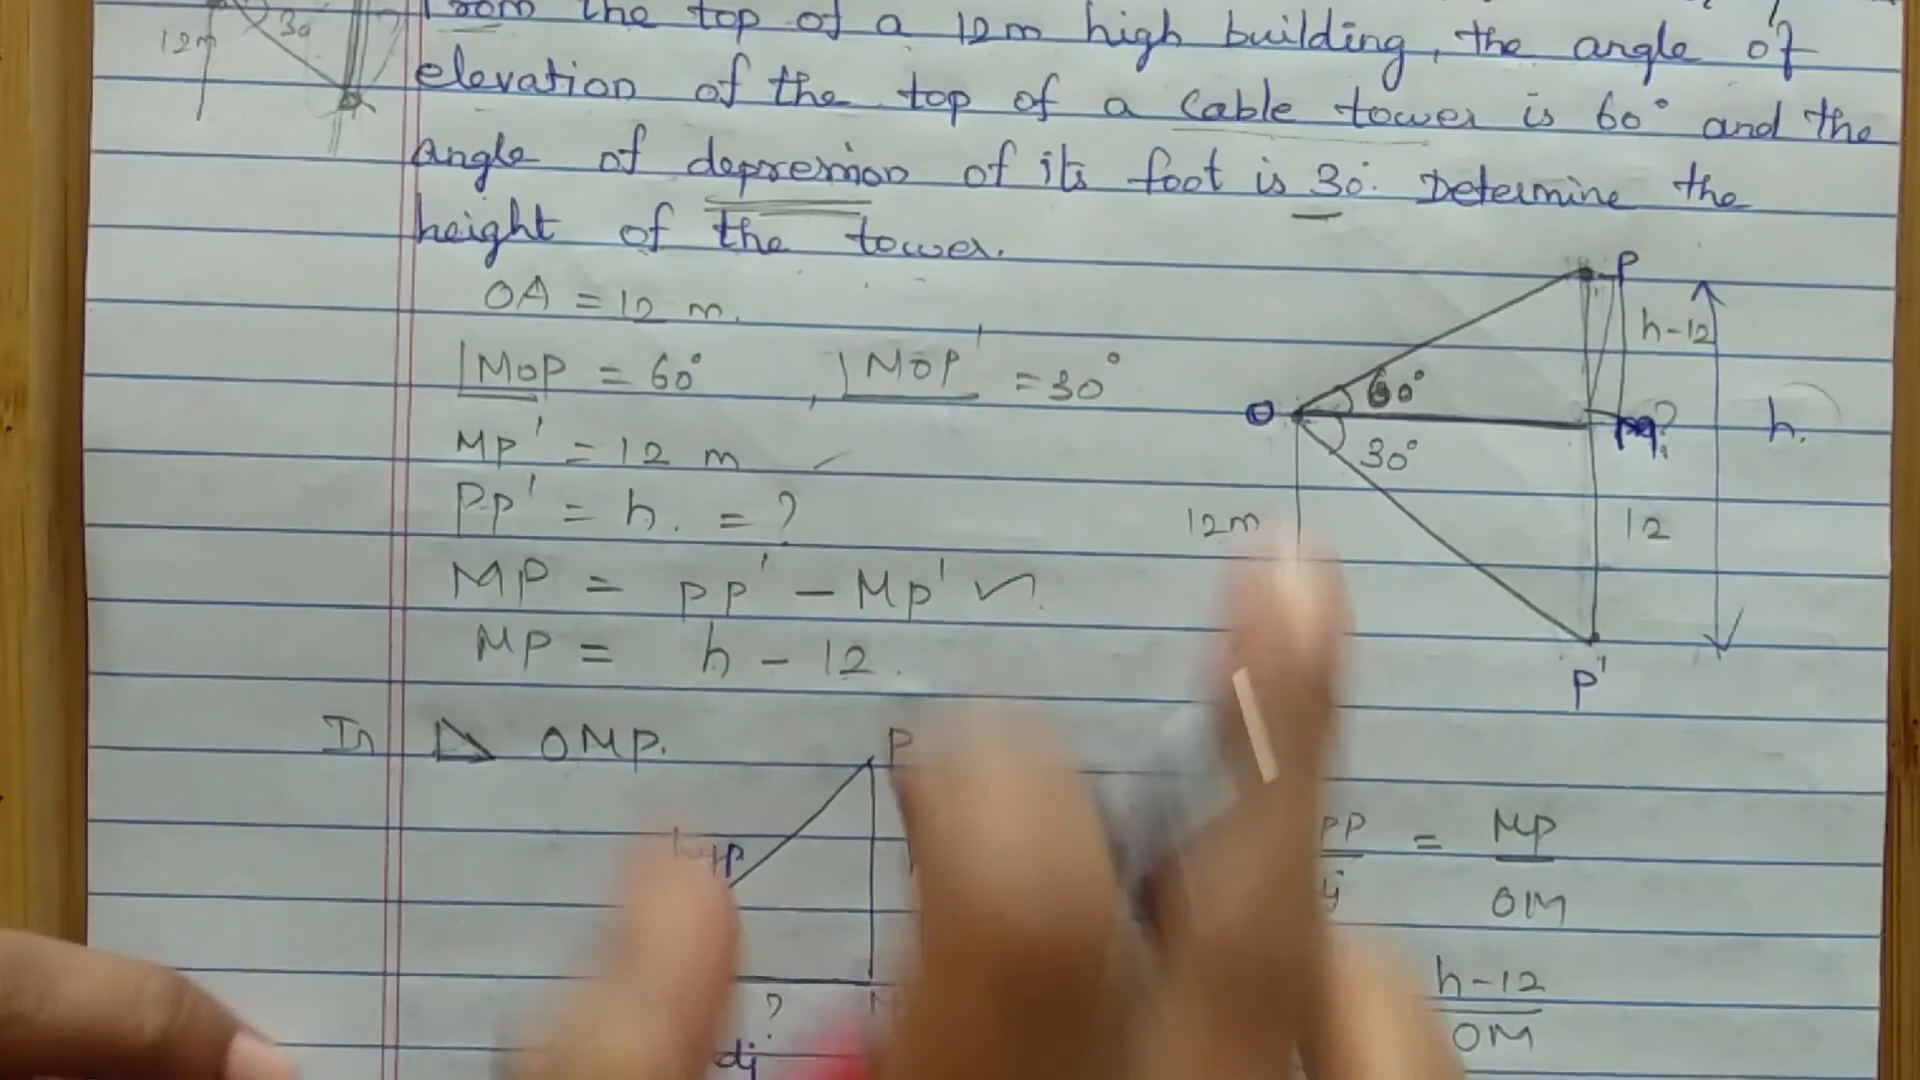 From the top of a 12m high building, the angle of
elevation of the top of a cable tower is 60° and the
angle of depression of its foot is 30°. Determine the
height of the tower.
12m
30
OA = 12 m.
MOP = 60° , MOP' = 30°
MP' = 12 m
PP' = h. = ?
MP = PP' - MP'
MP = h - 12.
P
h-12
60°
O
M
?
h.
30°
12m
12
P'
In △ OMP.
P
hyp
?
MP
=
OM
h-12
OM